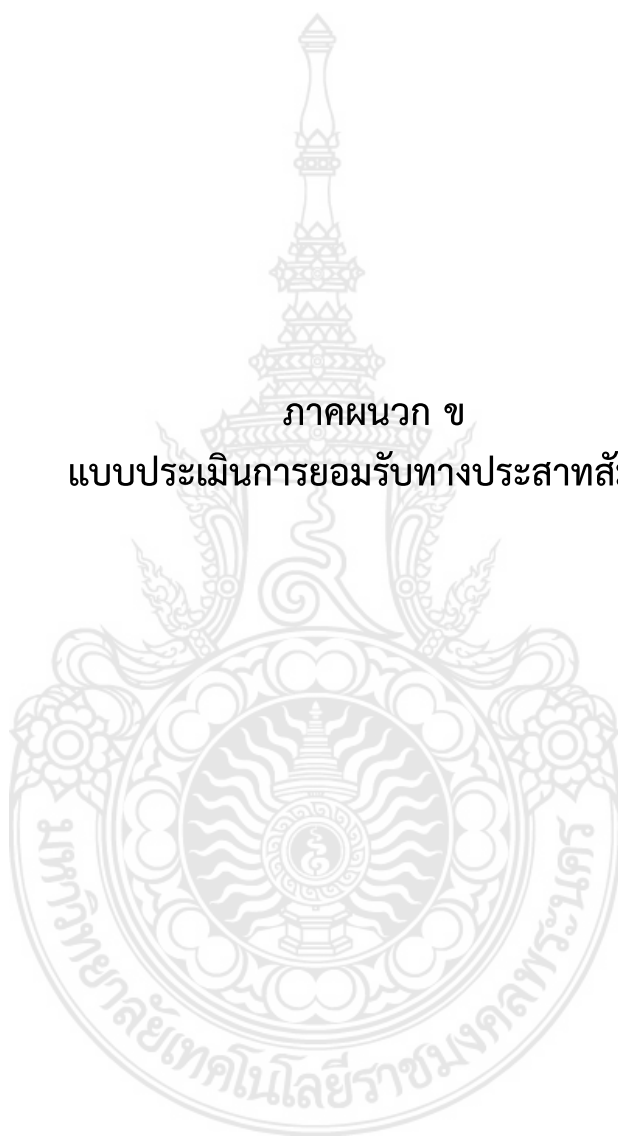 ภาคผนวก ข
แบบประเมินการยอมรับทางประสาทสั
มหาวิทยาลัยเทคโนโลยีราชมงคลพระนคร